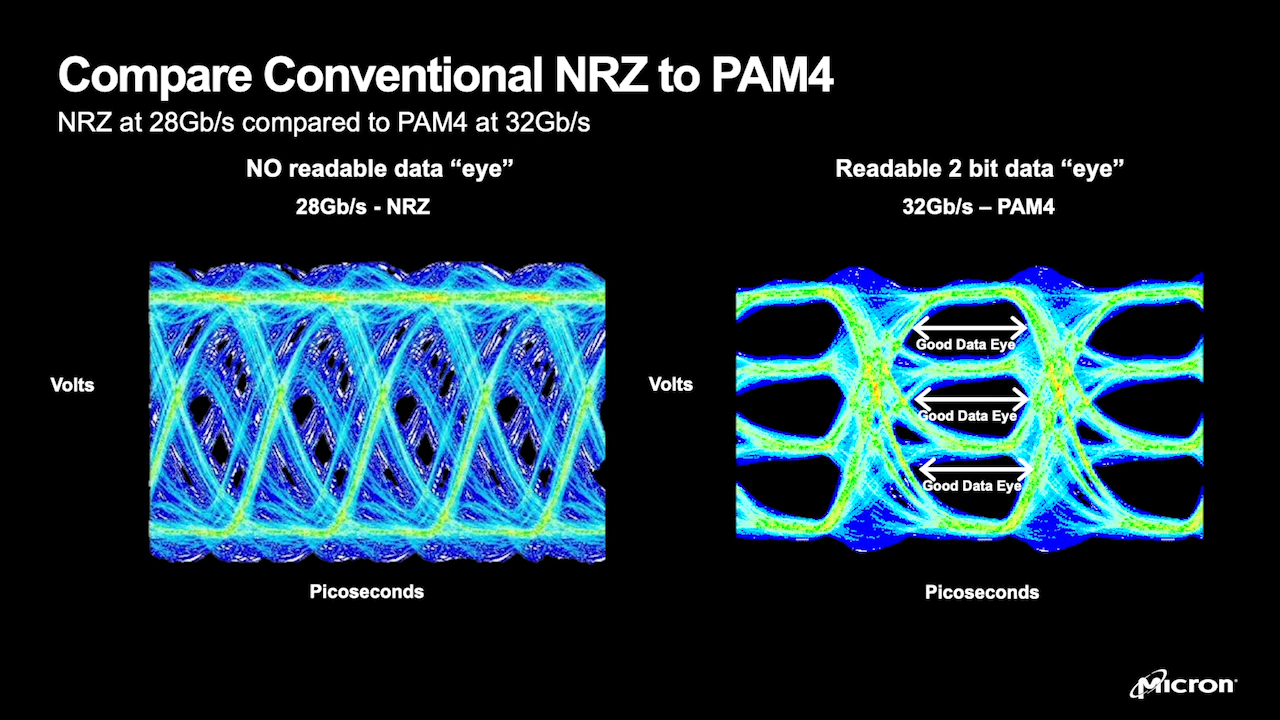 Compare Conventional NRZ to PAM4
NRZ at 28Gb/s compared to PAM4 at 32Gb/s
NO readable data “eye”
28Gb/s - NRZ
Volts
Picoseconds
Readable 2 bit data “eye”
32Gb/s – PAM4
Volts
Good Data Eye
Good Data Eye
Good Data Eye
Picoseconds
Micron